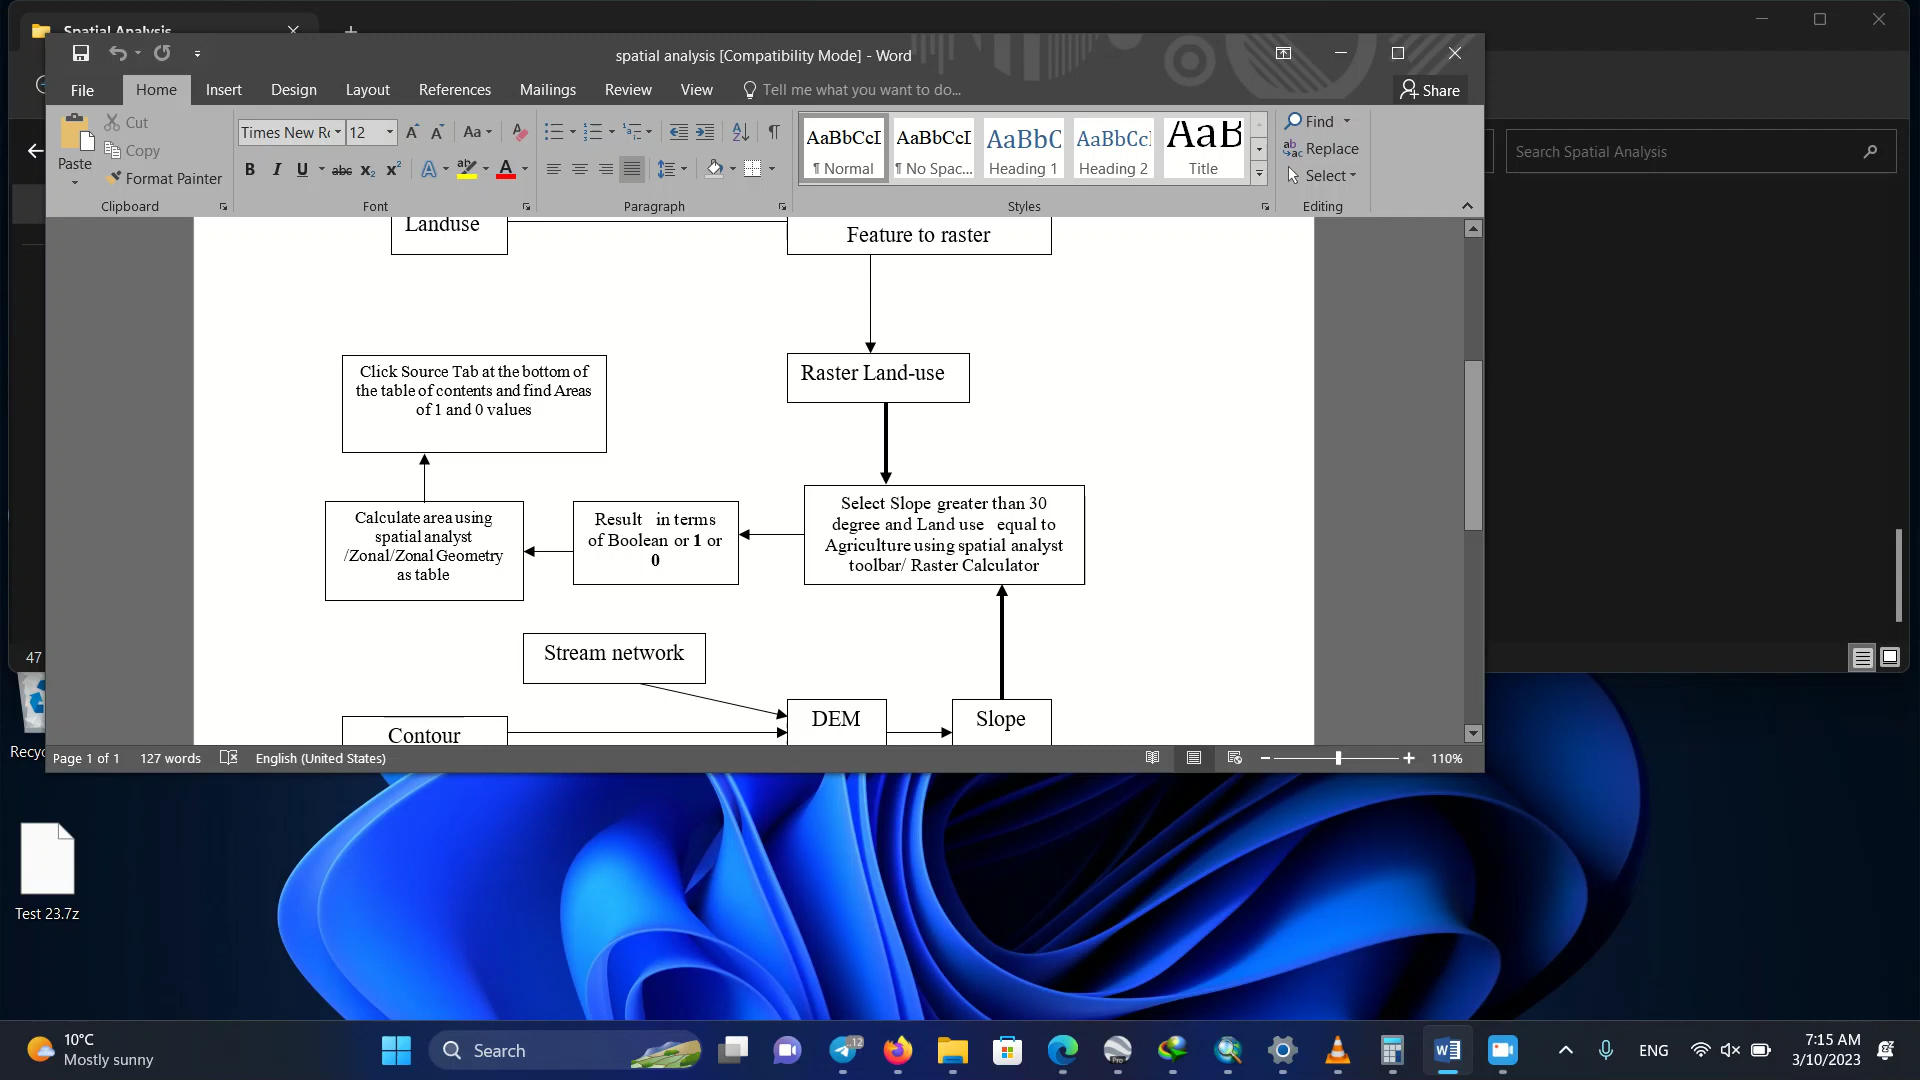 Spatial Analysis
spatial analysis [Compatibility Mode] - Word
File
Home
Insert
Design
Layout
References
Mailings
Review
View
Tell me what you want to do...
Share
Paste
Cut
Copy
Format Painter
Clipboard
Times New Ro
12
Font
Paragraph
AaBbCcI
¶ Normal
AaBbCcI
¶ No Spac...
AaBbC
Heading 1
AaBbCcI
Heading 2
AaB
Title
Styles
Find
Replace
Select
Editing
Search Spatial Analysis
Landuse
Feature to raster
Click Source Tab at the bottom of
the table of contents and find Areas
of 1 and 0 values
Raster Land-use
Calculate area using
spatial analyst
/Zonal/Zonal Geometry
as table
Result in terms
of Boolean or 1 or
0
Select Slope greater than 30
degree and Land use equal to
Agriculture using spatial analyst
toolbar/ Raster Calculator
Stream network
DEM
Slope
Contour
47
Page 1 of 1
127 words
English (United States)
110%
Recyc
Test 23.7z
10°C
Mostly sunny
Search
.12
Pro
ENG
7:15 AM
3/10/2023